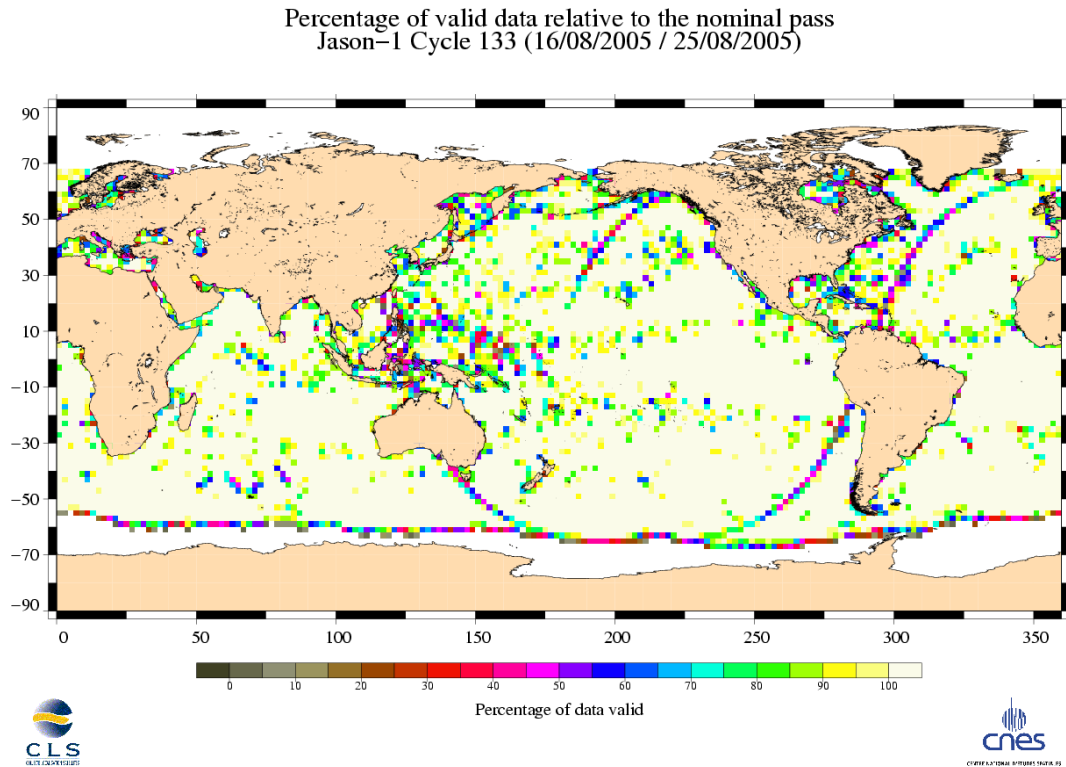 Percentage of valid data relative to the nominal pass
Jason−1 Cycle 133 (16/08/2005 / 25/08/2005)
90
70
50
30
10
−10
−30
−50
−70
−90
0 50 100 150 200 250 300 350
0 10 20 30 40 50 60 70 80 90 100
Percentage of data valid
CLS
cnes